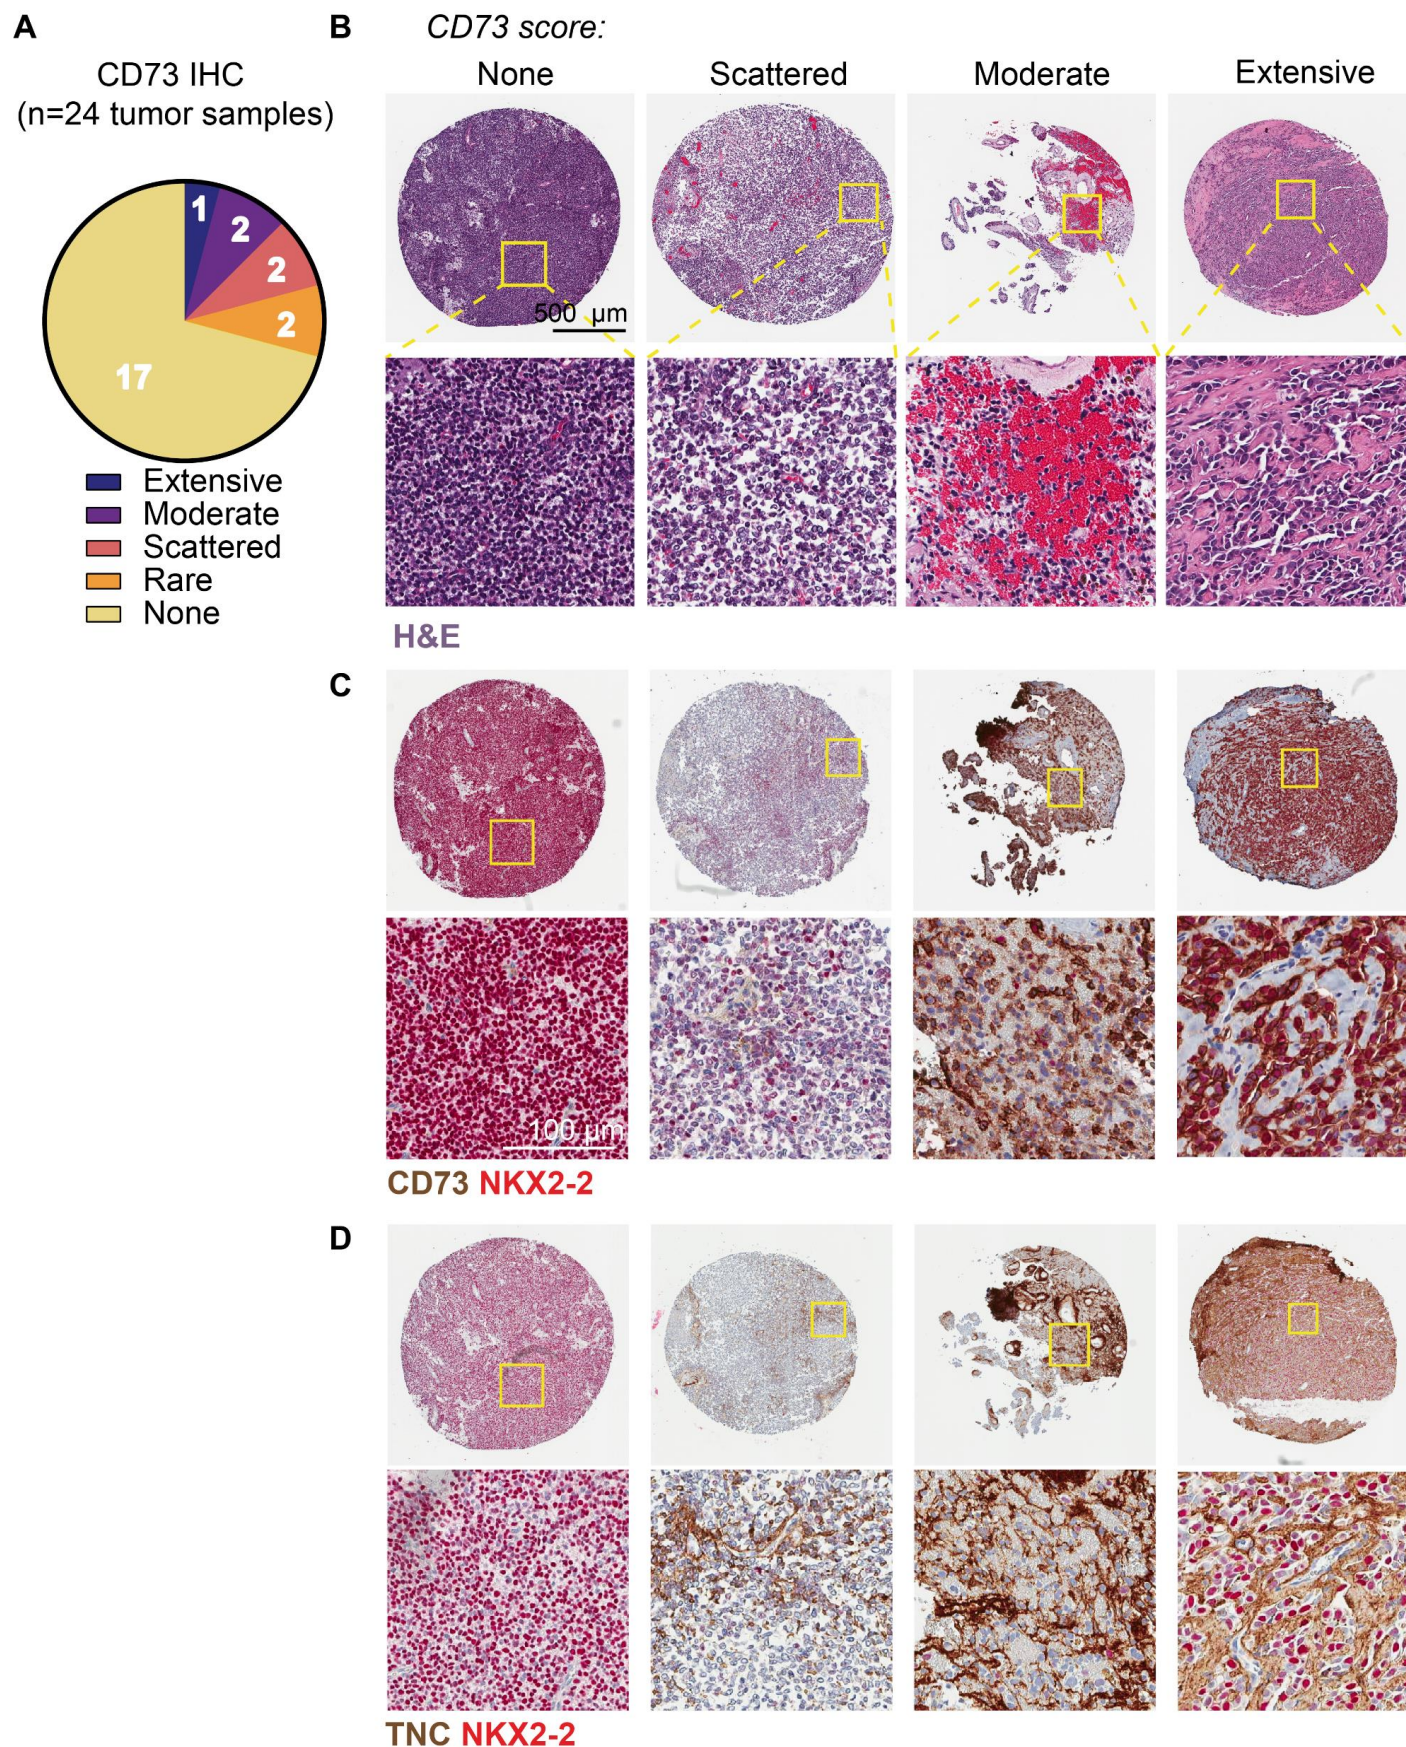 A
CD73 IHC
(n=24 tumor samples)
1
2
2
2
17
Extensive
Moderate
Scattered
Rare
None
B
CD73 score:
None Scattered Moderate Extensive
500 µm
H&E
C
100 µm
CD73 NKX2-2
D
TNC NKX2-2